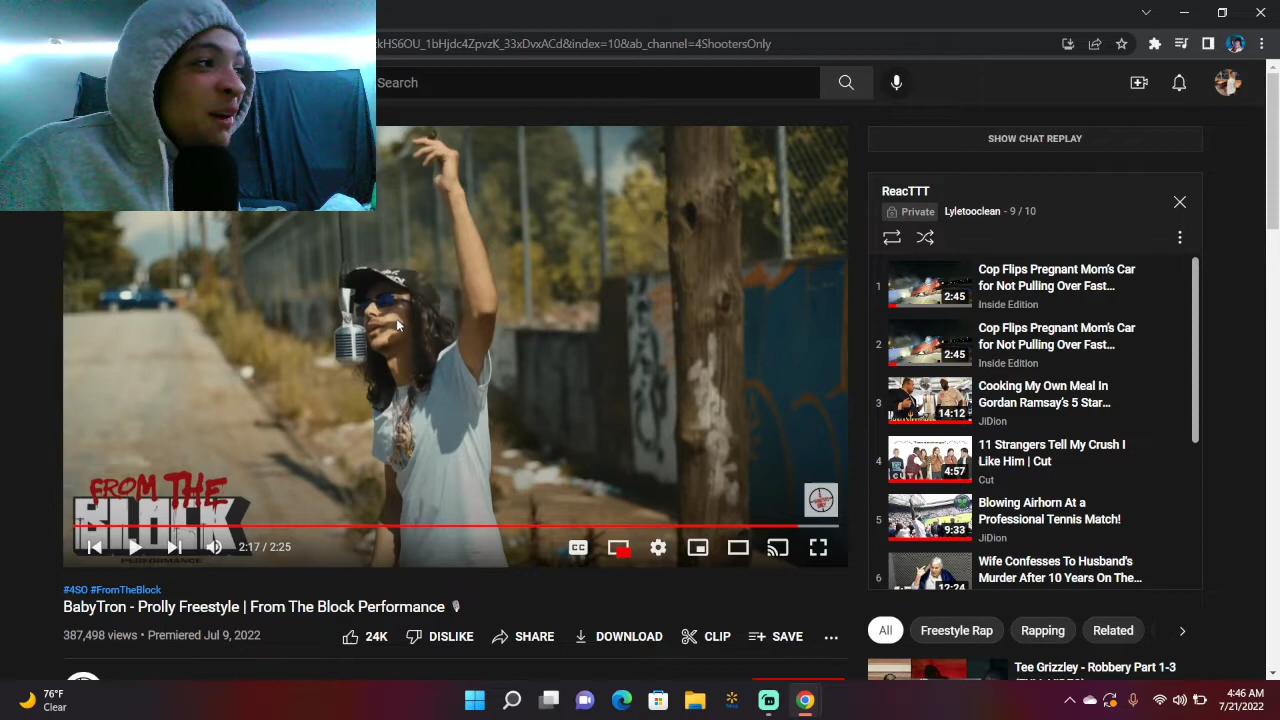 kHS6OU_1bHjdc4ZpvzK_33xDvxACd&index=10&ab_channel=4ShootersOnly
Search
SHOW CHAT REPLAY
ReacTTT
Private Lyletooclean - 9 / 10
1
Cop Flips Pregnant Mom's Car
for Not Pulling Over Fast...
Inside Edition
2:45
2
Cop Flips Pregnant Mom's Car
for Not Pulling Over Fast...
Inside Edition
2:45
3
Cooking My Own Meal In
Gordan Ramsay's 5 Star...
JiDion
14:12
4
11 Strangers Tell My Crush I
Like Him | Cut
Cut
4:57
5
Blowing Airhorn At a
Professional Tennis Match!
JiDion
9:33
6
Wife Confesses To Husband's
Murder After 10 Years On The...
12:24
FROM THE
BLOCK
PERFORMANCE
2:17 / 2:25
CC
#4SO #FromTheBlock
BabyTron - Prolly Freestyle | From The Block Performance
387,498 views • Premiered Jul 9, 2022
24K DISLIKE SHARE DOWNLOAD CLIP SAVE
All Freestyle Rap Rapping Related
Tee Grizzley - Robbery Part 1-3
76°F
Clear
4:46 AM
7/21/2022